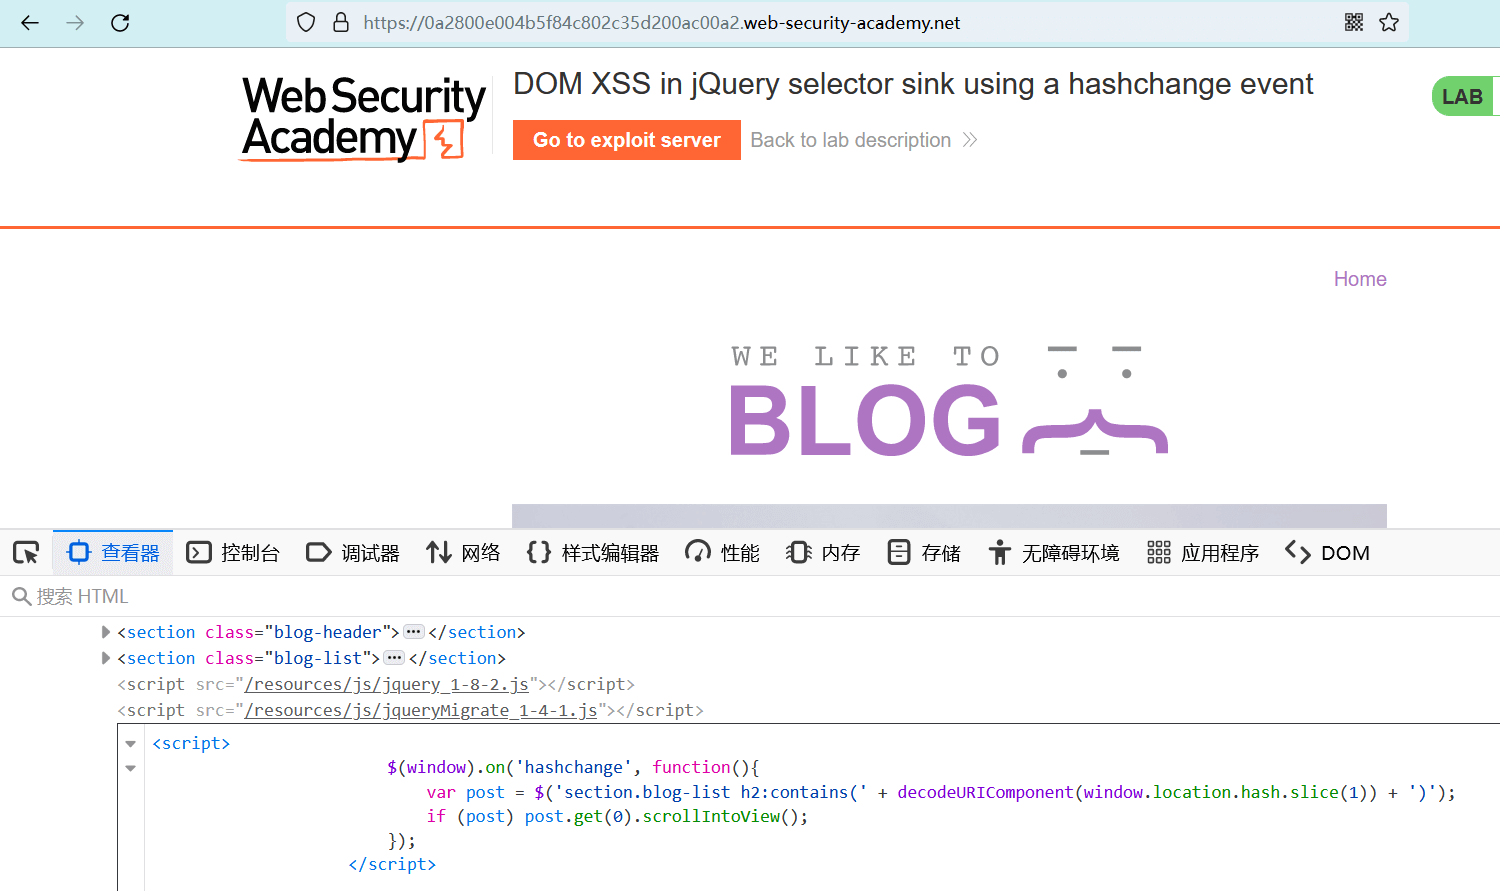 https://0a2800e004b5f84c802c35d200ac00a2.web-security-academy.net
Web Security
Academy
DOM XSS in jQuery selector sink using a hashchange event
LAB
Go to exploit server
Back to lab description
Home
WE LIKE TO
BLOG
查看器 控制台 调试器 网络 样式编辑器 性能 内存 存储 无障碍环境 应用程序 DOM
搜索 HTML
<section class="blog-header">•••</section>
<section class="blog-list">•••</section>
<script src="/resources/js/jquery_1-8-2.js"></script>
<script src="/resources/js/jqueryMigrate_1-4-1.js"></script>
<script>
$(window).on('hashchange', function(){
var post = $('section.blog-list h2:contains(' + decodeURIComponent(window.location.hash.slice(1)) + ')');
if (post) post.get(0).scrollIntoView();
});
</script>